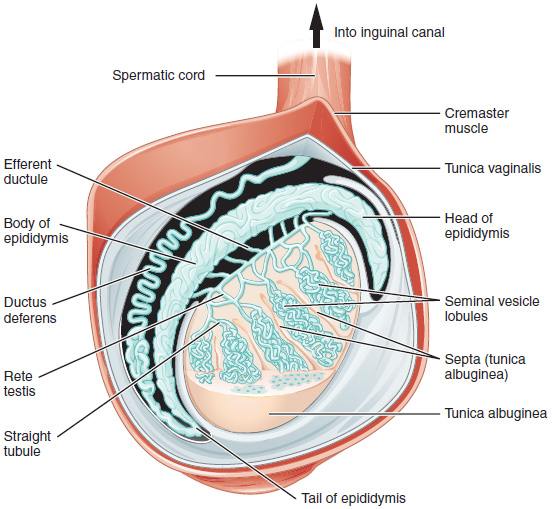 Into inguinal canal
Spermatic cord
Cremaster
muscle
Tunica vaginalis
Head of
epididymis
Seminal vesicle
lobules
Septa (tunica
albuginea)
Tunica albuginea
Tail of epididymis
Efferent
ductule
Body of
epididymis
Ductus
deferens
Rete
testis
Straight
tubule